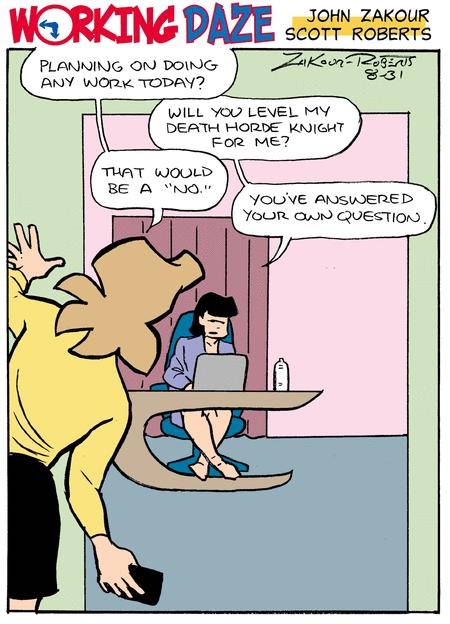 WORKING DAZE
JOHN ZAKOUR
SCOTT ROBERTS
ZAKOUR-ROBERTS
8-31
PLANNING ON DOING
ANY WORK TODAY?
WILL YOU LEVEL MY
DEATH HORDE KNIGHT
FOR ME?
THAT WOULD
BE A "NO."
YOU'VE ANSWERED
YOUR OWN QUESTION.